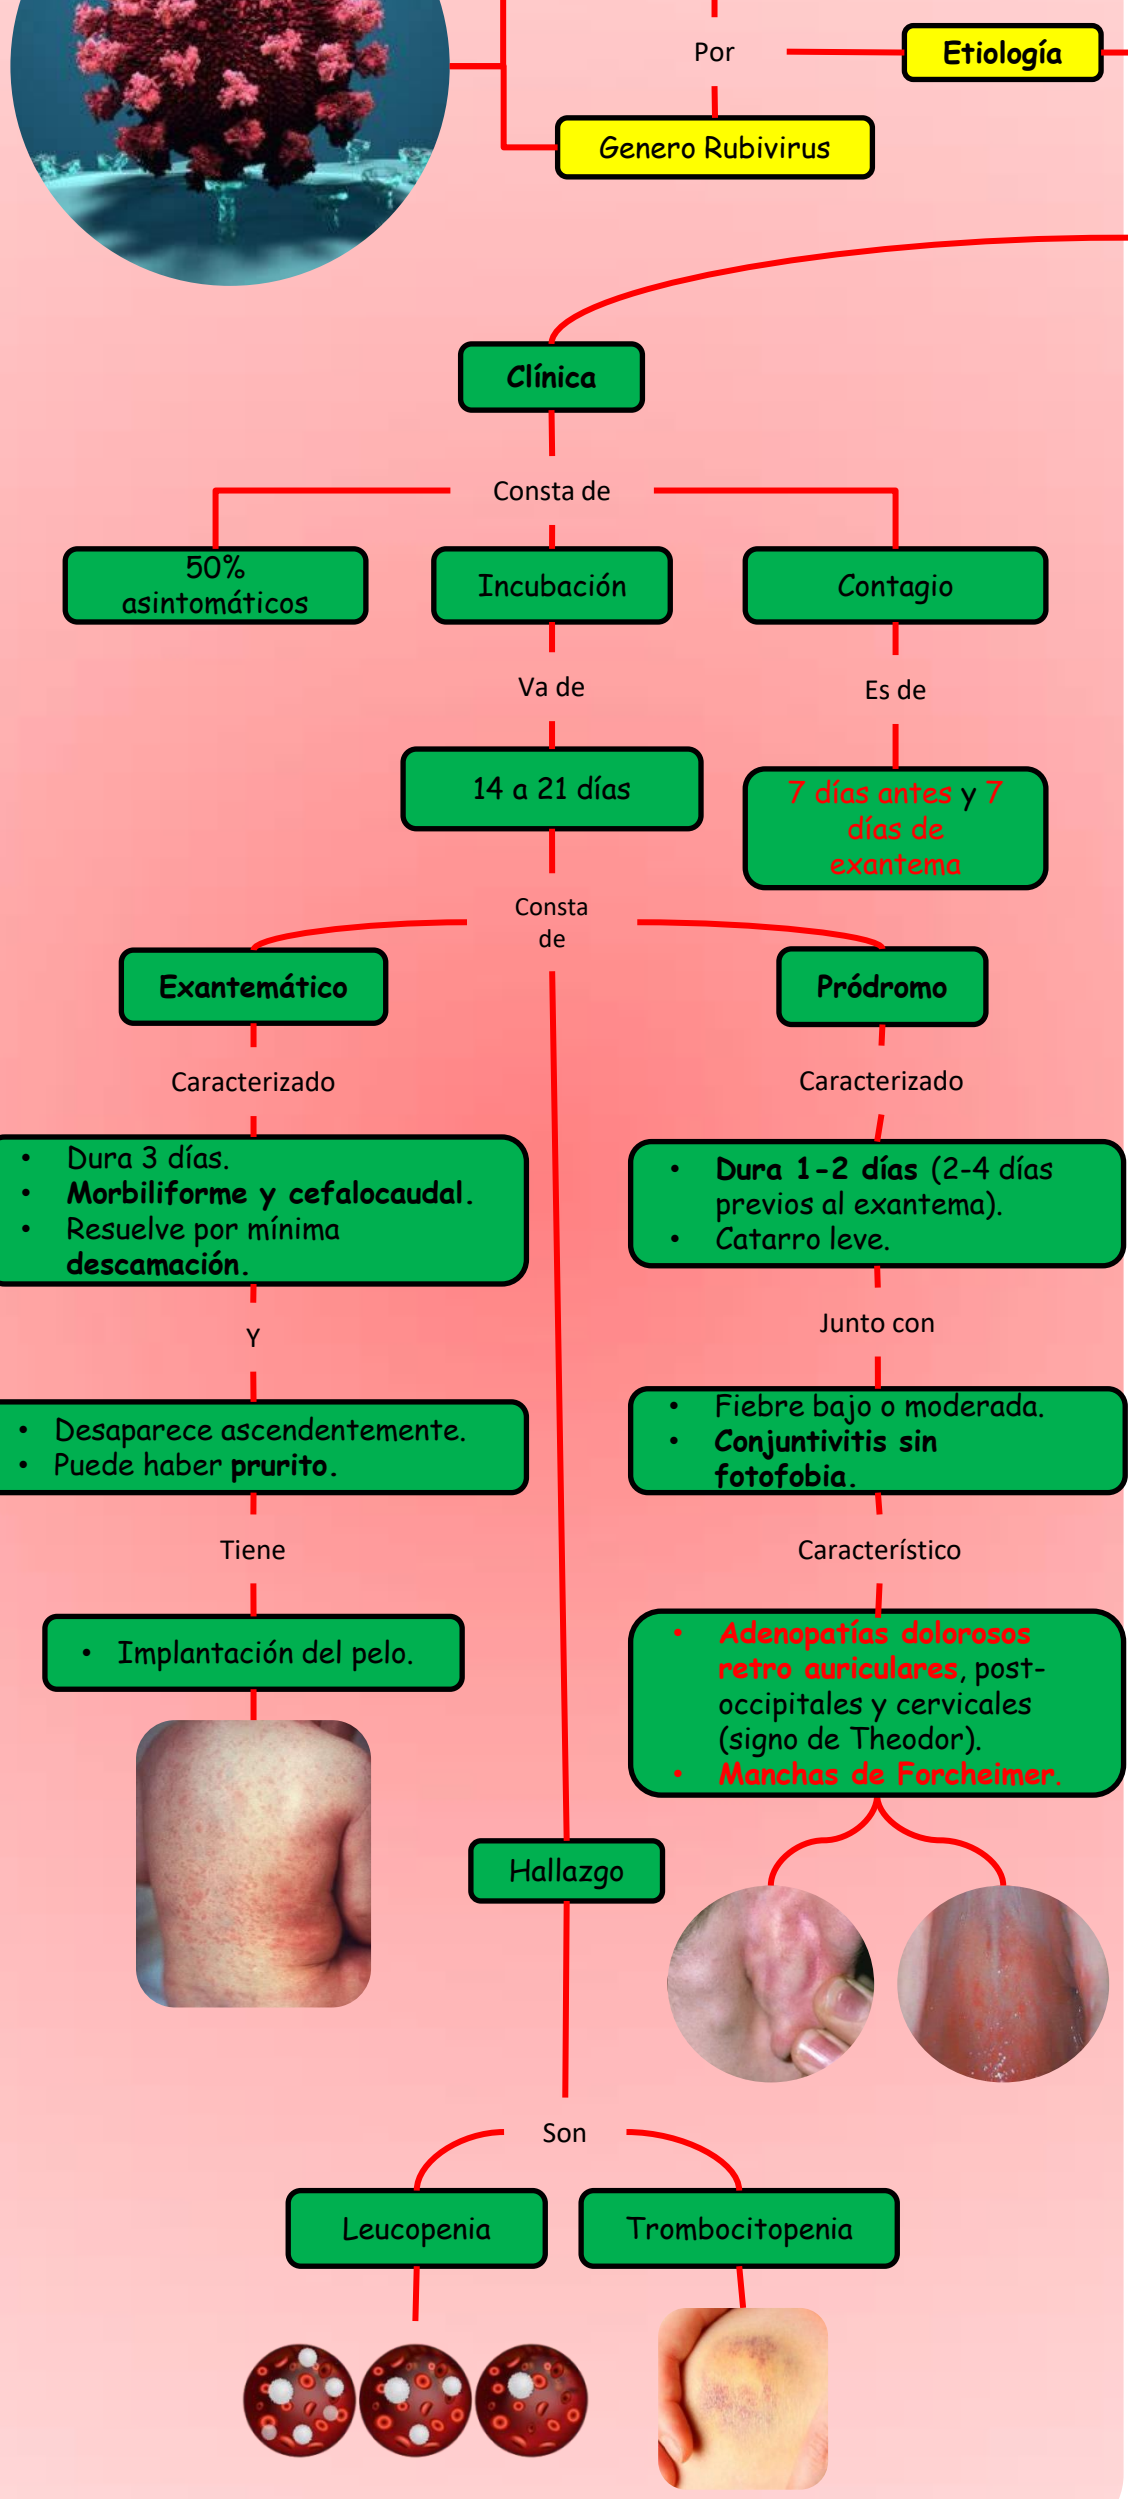 Por
Etiología
Genero Rubivirus
Clínica
Consta de
50%
asintomáticos
Incubación
Contagio
Va de
Es de
14 a 21 días
7 días antes y 7
días de
exantema
Consta
de
Exantemático
Pródromo
Caracterizado
Caracterizado
• Dura 3 días.
• Morbiliforme y cefalocaudal.
• Resuelve por mínima
descamación.
• Dura 1-2 días (2-4 días
previos al exantema).
• Catarro leve.
Y
Junto con
• Desaparece ascendentemente.
• Puede haber prurito.
• Fiebre bajo o moderada.
• Conjuntivitis sin
fotofobia.
Tiene
Característico
• Implantación del pelo.
• Adenopatías dolorosos
retro auriculares, post-
occipitales y cervicales
(signo de Theodor).
• Manchas de Forcheimer.
Hallazgo
Son
Leucopenia
Trombocitopenia